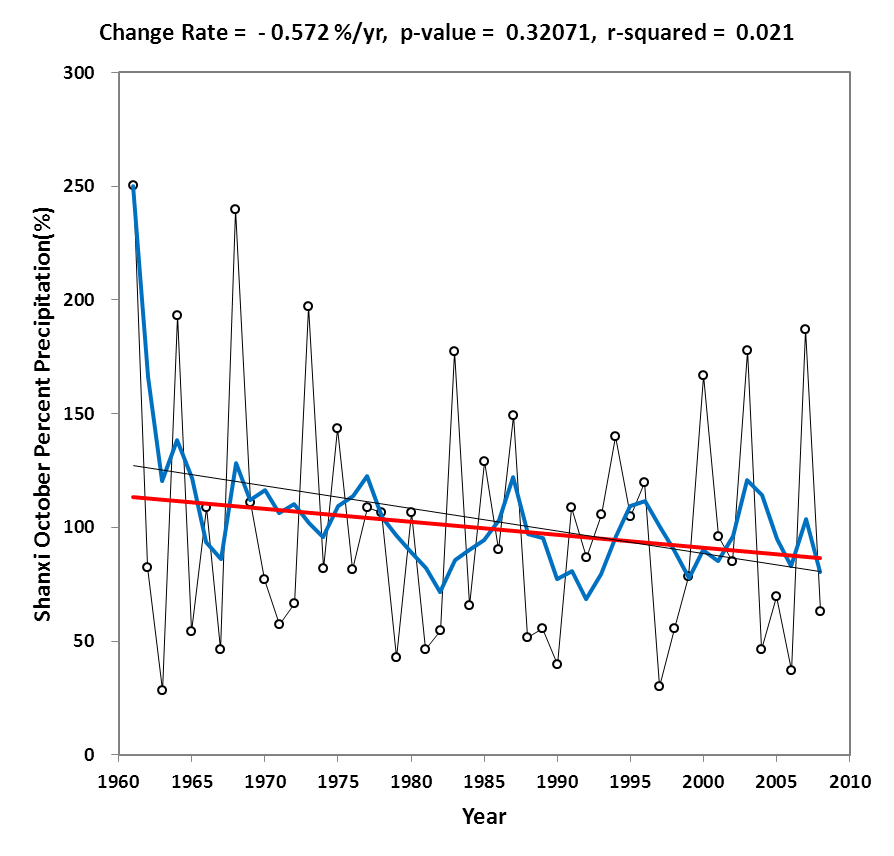 Change Rate = - 0.572 %/yr, p-value = 0.32071, r-squared = 0.021
300
250
200
150
100
50
0
Shanxi October Percent Precipitation(%)
1960 1965 1970 1975 1980 1985 1990 1995 2000 2005 2010
Year